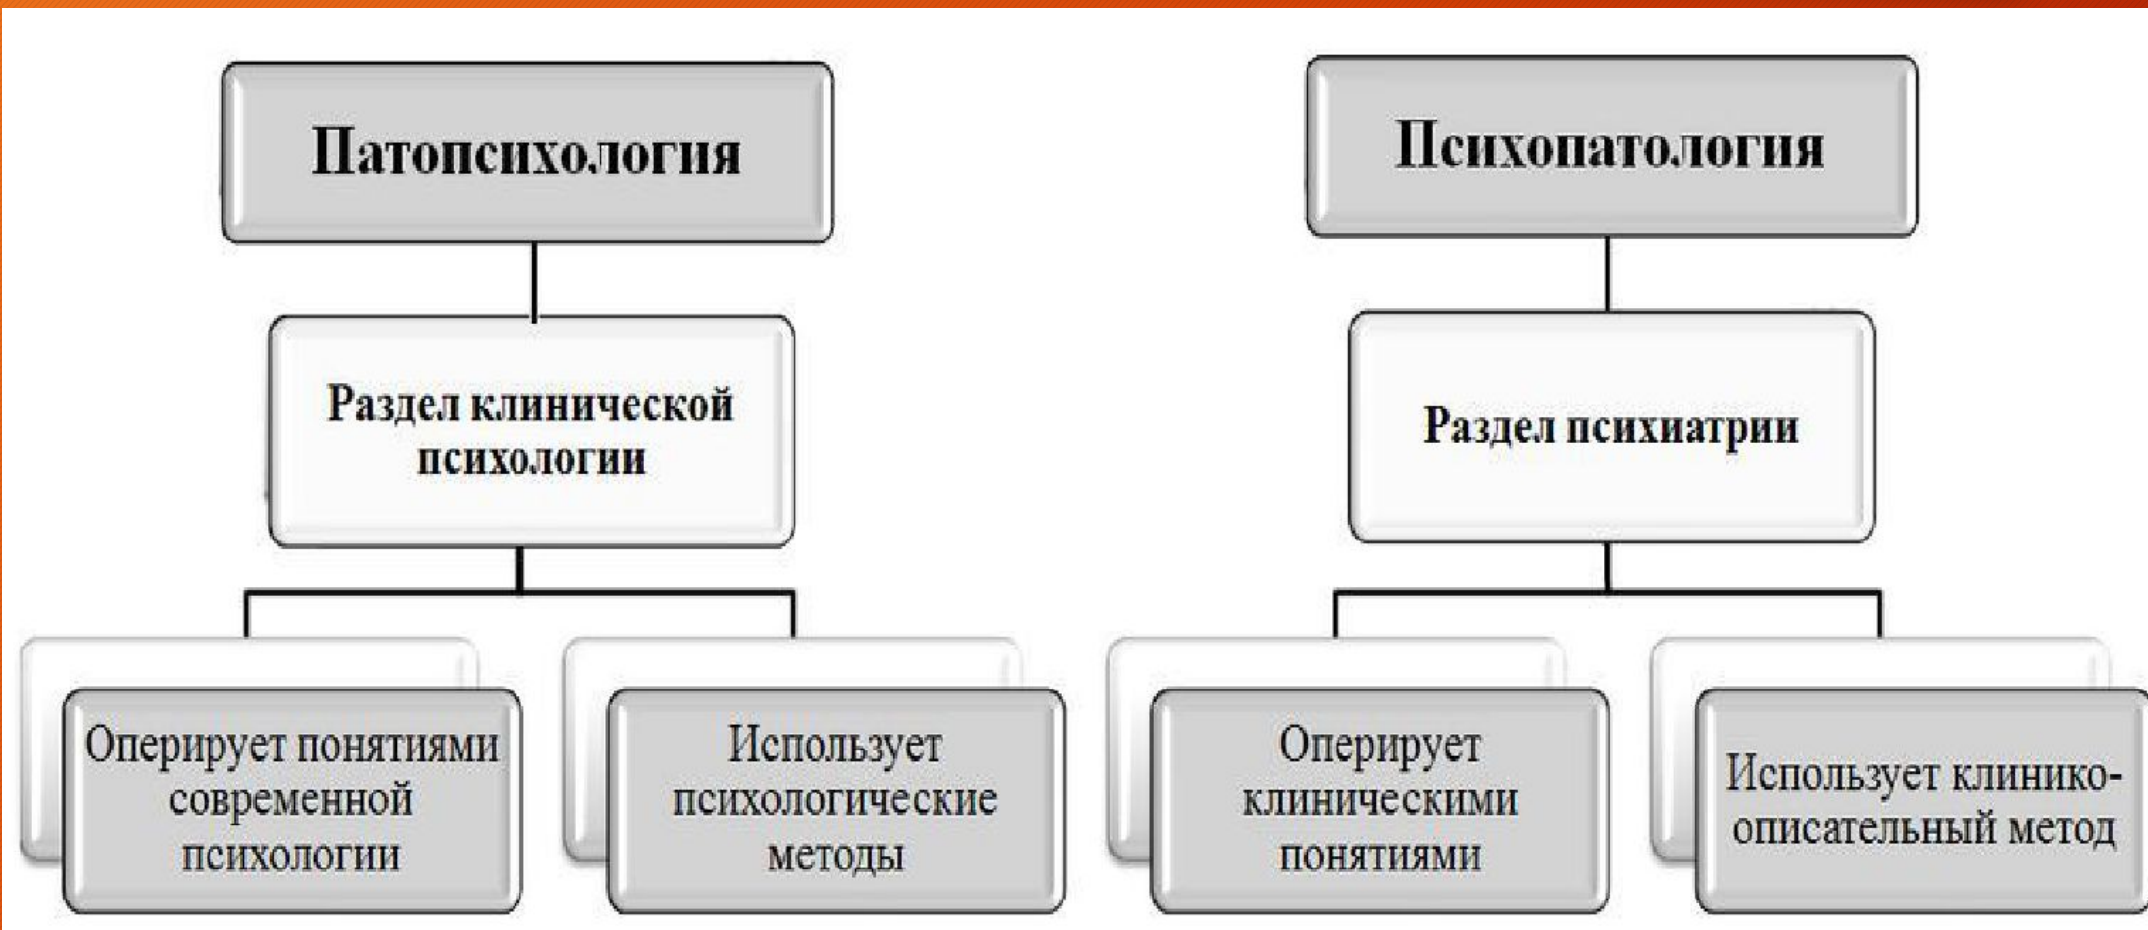 Патопсихология
Психопатология
Раздел клинической
психологии
Раздел психиатрии
Оперирует понятиями
современной
психологии
Использует
психологические
методы
Оперирует
клиническими
понятиями
Использует клинико-
описательный метод